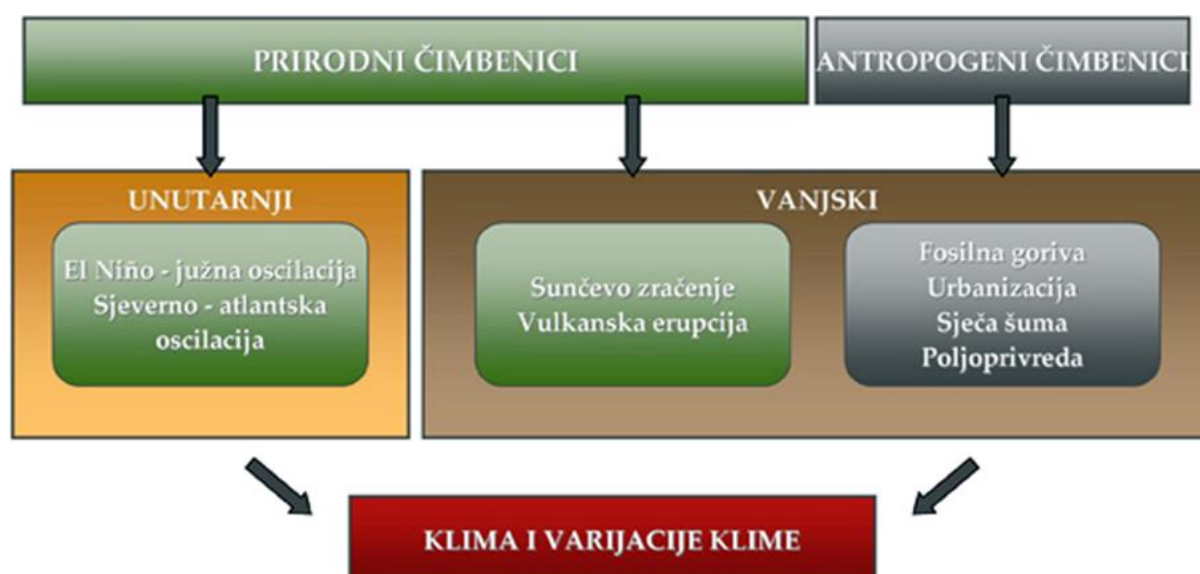 PRIRODNI ČIMBENICI
ANTROPOGENI ČIMBENICI
UNUTARNJI
El Niño - južna oscilacija
Sjeverno - atlantska
oscilacija
VANJSKI
Sunčevo zračenje
Vulkanska erupcija
Fosilna goriva
Urbanizacija
Sječa šuma
Poljoprivreda
KLIMA I VARIJACIJE KLIME